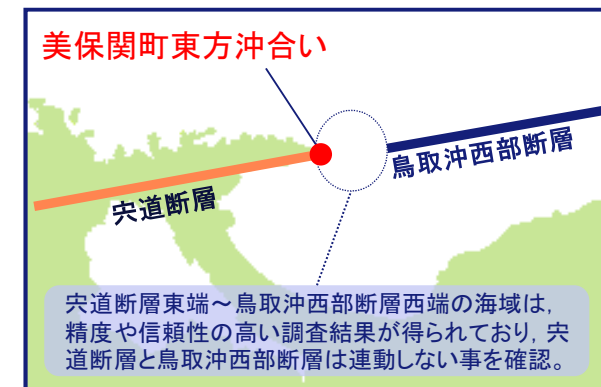 美保関町東方沖合い
鳥取沖西部断層
宍道断層
宍道断層東端～鳥取沖西部断層西端の海域は，
精度や信頼性の高い調査結果が得られており，宍
道断層と鳥取沖西部断層は連動しない事を確認。